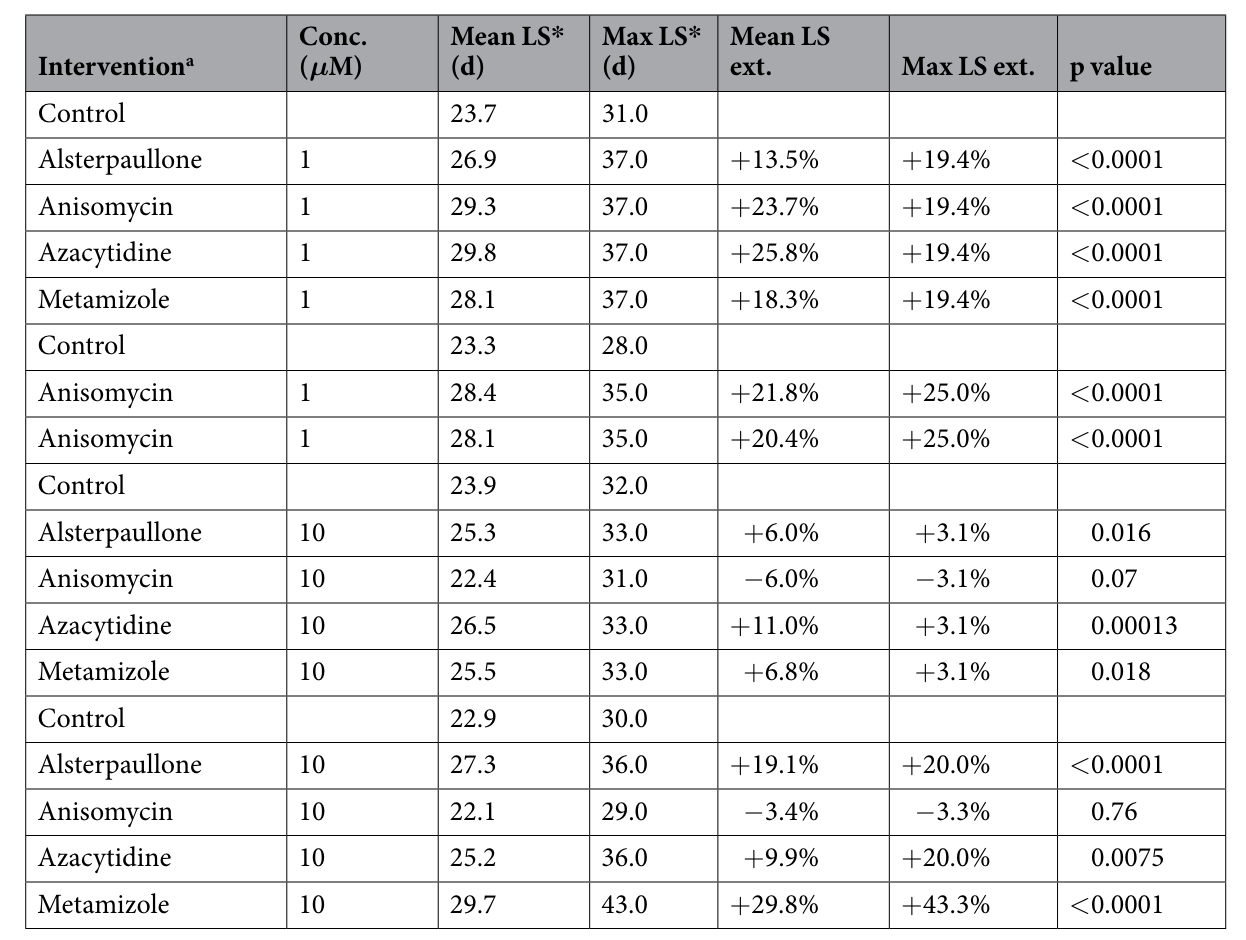 Interventionᵃ Conc. (μM) Mean LS* (d) Max LS* (d) Mean LS ext. Max LS ext. p value
Control 23.7 31.0
Alsterpaullone 1 26.9 37.0 +13.5% +19.4% <0.0001
Anisomycin 1 29.3 37.0 +23.7% +19.4% <0.0001
Azacytidine 1 29.8 37.0 +25.8% +19.4% <0.0001
Metamizole 1 28.1 37.0 +18.3% +19.4% <0.0001
Control 23.3 28.0
Anisomycin 1 28.4 35.0 +21.8% +25.0% <0.0001
Anisomycin 1 28.1 35.0 +20.4% +25.0% <0.0001
Control 23.9 32.0
Alsterpaullone 10 25.3 33.0 +6.0% +3.1% 0.016
Anisomycin 10 22.4 31.0 −6.0% −3.1% 0.07
Azacytidine 10 26.5 33.0 +11.0% +3.1% 0.00013
Metamizole 10 25.5 33.0 +6.8% +3.1% 0.018
Control 22.9 30.0
Alsterpaullone 10 27.3 36.0 +19.1% +20.0% <0.0001
Anisomycin 10 22.1 29.0 −3.4% −3.3% 0.76
Azacytidine 10 25.2 36.0 +9.9% +20.0% 0.0075
Metamizole 10 29.7 43.0 +29.8% +43.3% <0.0001